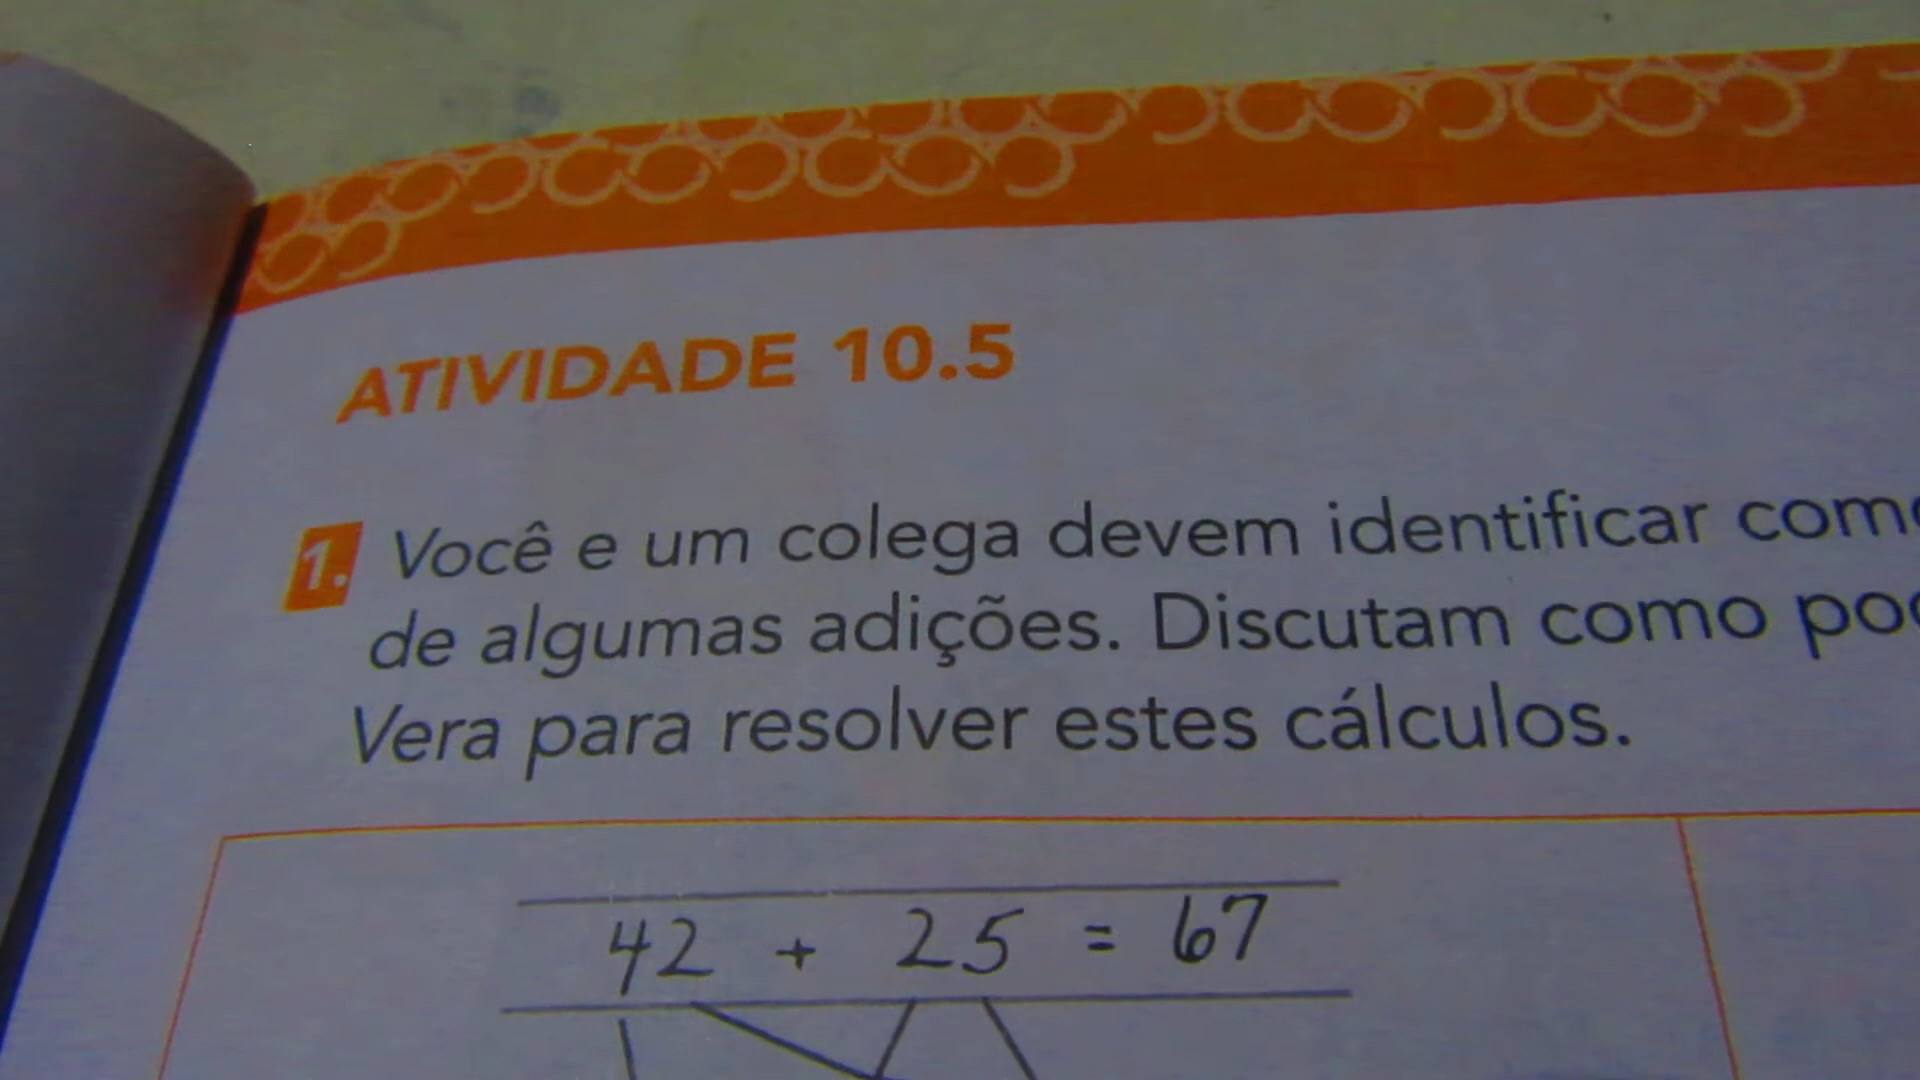 ATIVIDADE 10.5
1. Você e um colega devem identificar
de algumas adições. Discutam como
Vera para resolver estes cálculos.
42 + 25 = 67